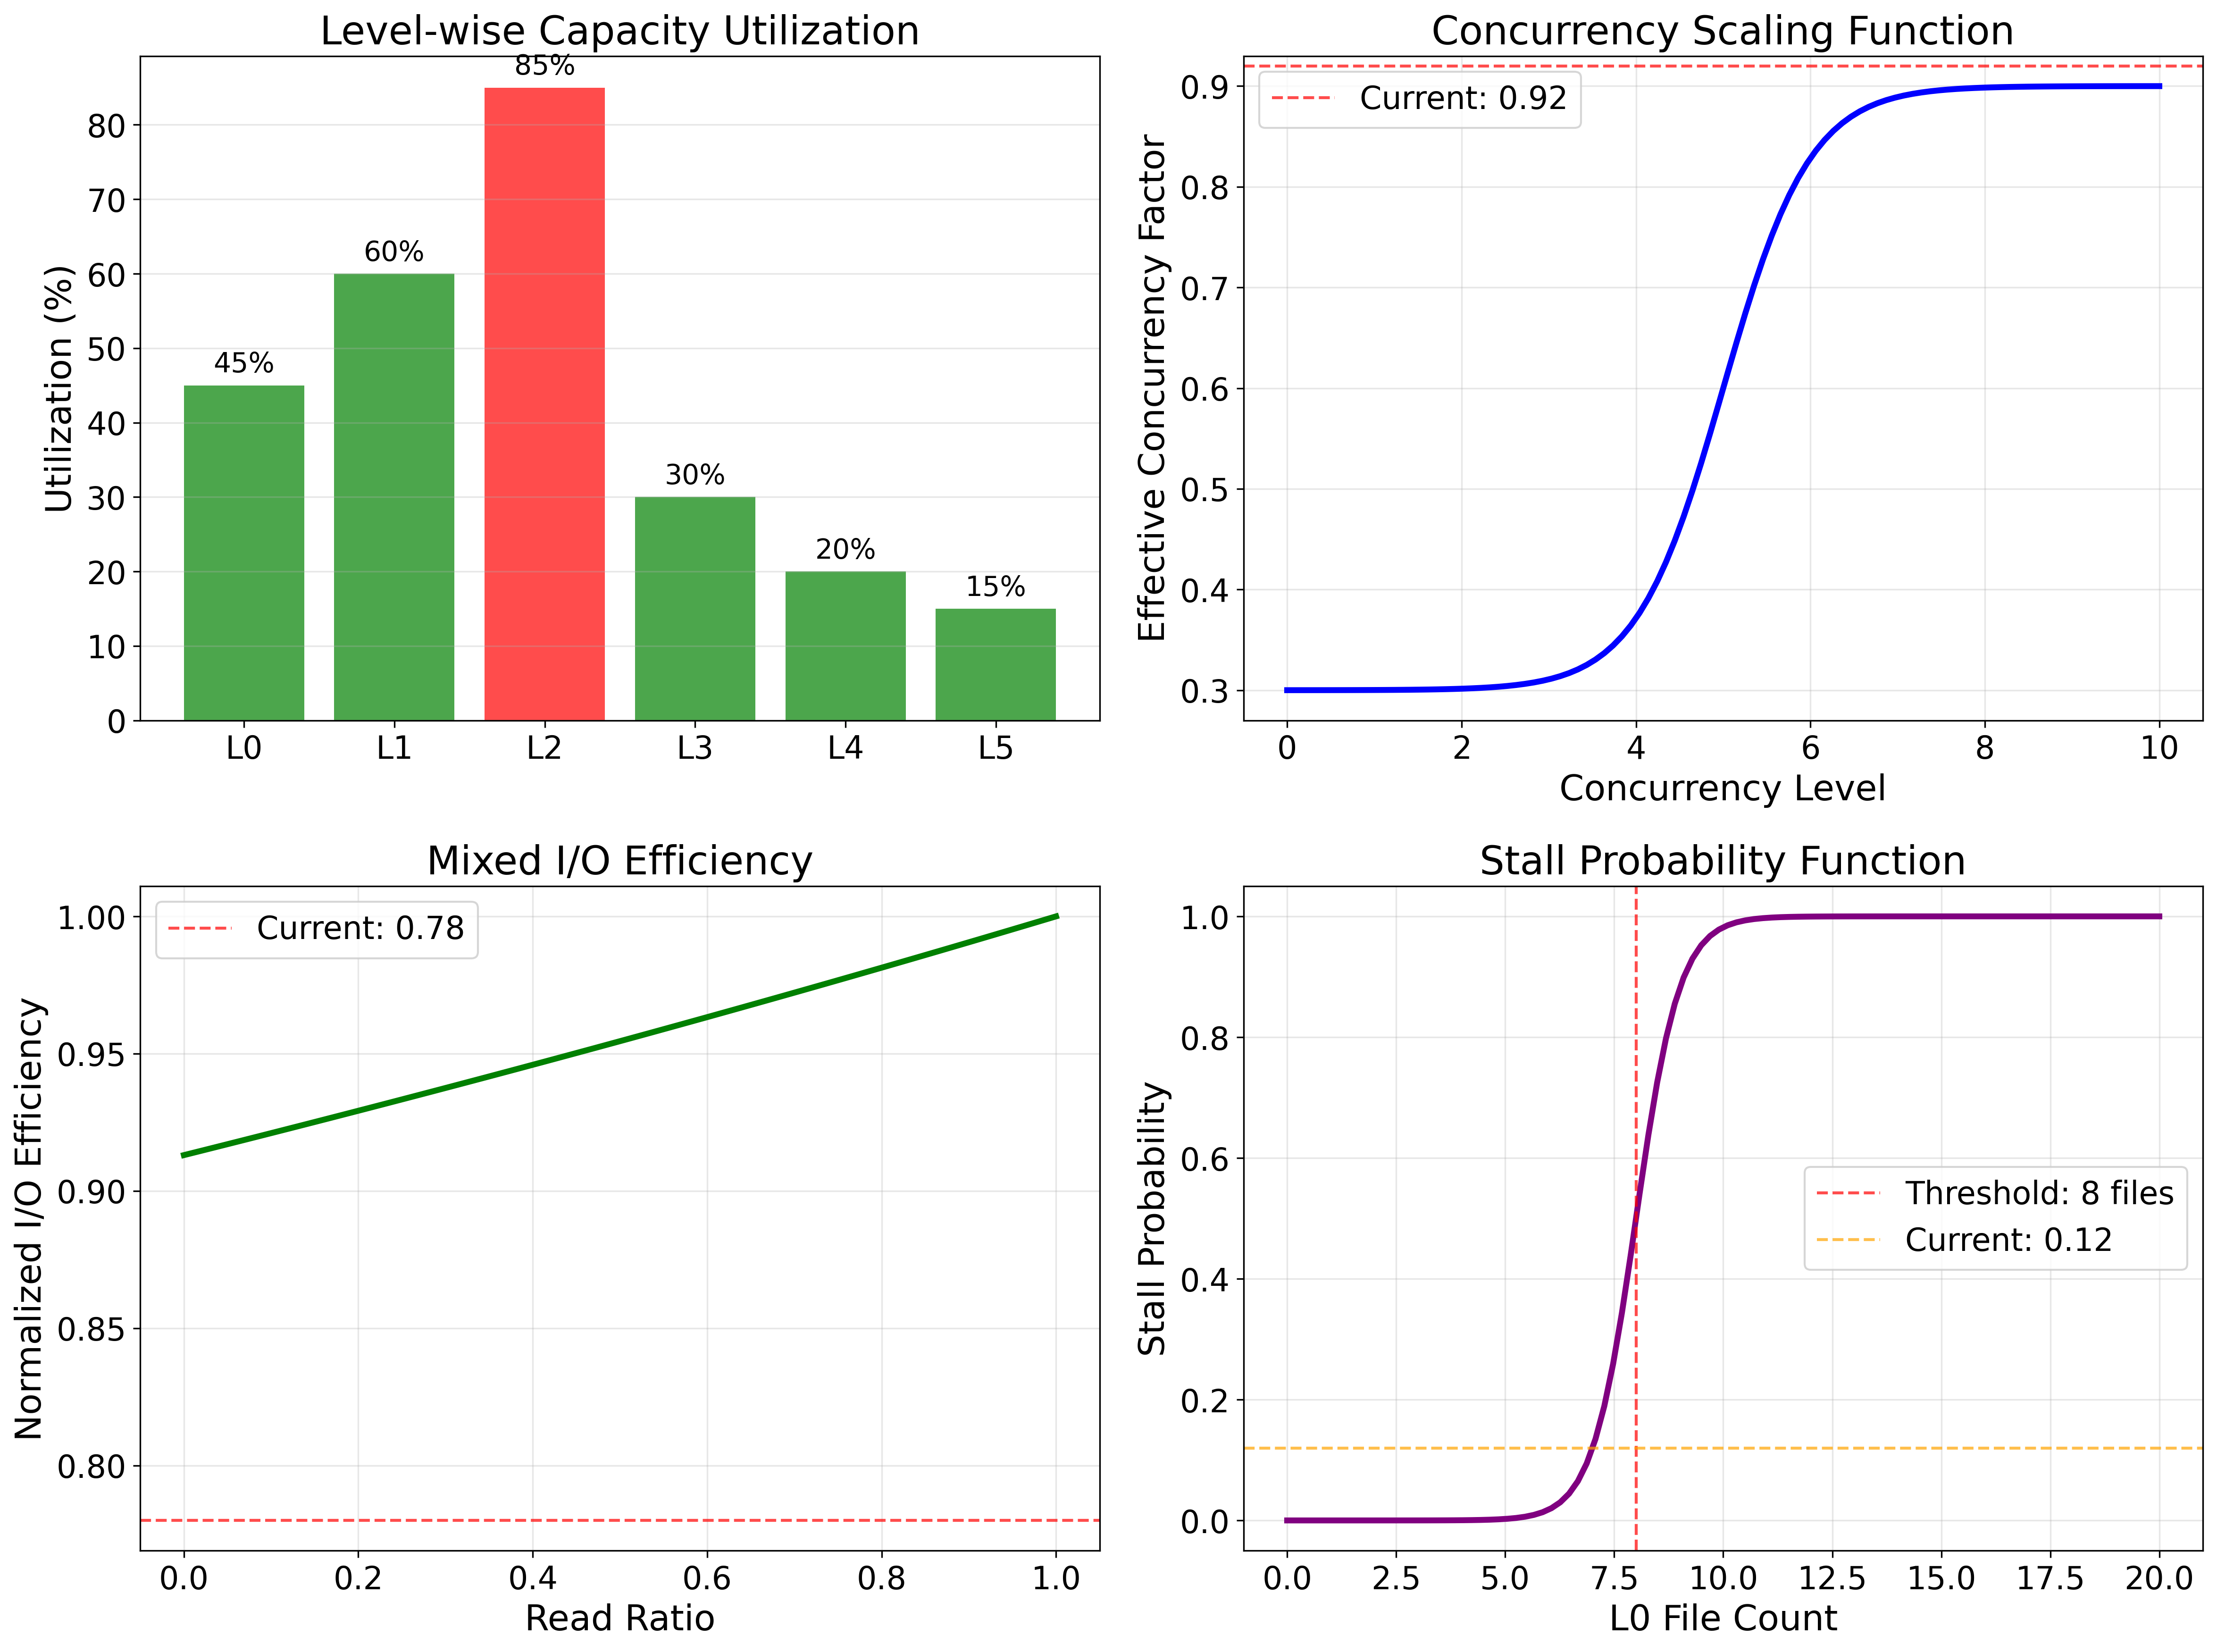 Level-wise Capacity Utilization
Utilization (%)
80
70
60
50
40
30
20
10
0
45%
60%
85%
30%
20%
15%
L0 L1 L2 L3 L4 L5
Concurrency Scaling Function
Effective Concurrency Factor
0.9
0.8
0.7
0.6
0.5
0.4
0.3
Current: 0.92
0 2 4 6 8 10
Concurrency Level
Mixed I/O Efficiency
Normalized I/O Efficiency
1.00
0.95
0.90
0.85
0.80
Current: 0.78
0.0 0.2 0.4 0.6 0.8 1.0
Read Ratio
Stall Probability Function
Stall Probability
1.0
0.8
0.6
0.4
0.2
0.0
Threshold: 8 files
Current: 0.12
0.0 2.5 5.0 7.5 10.0 12.5 15.0 17.5 20.0
L0 File Count